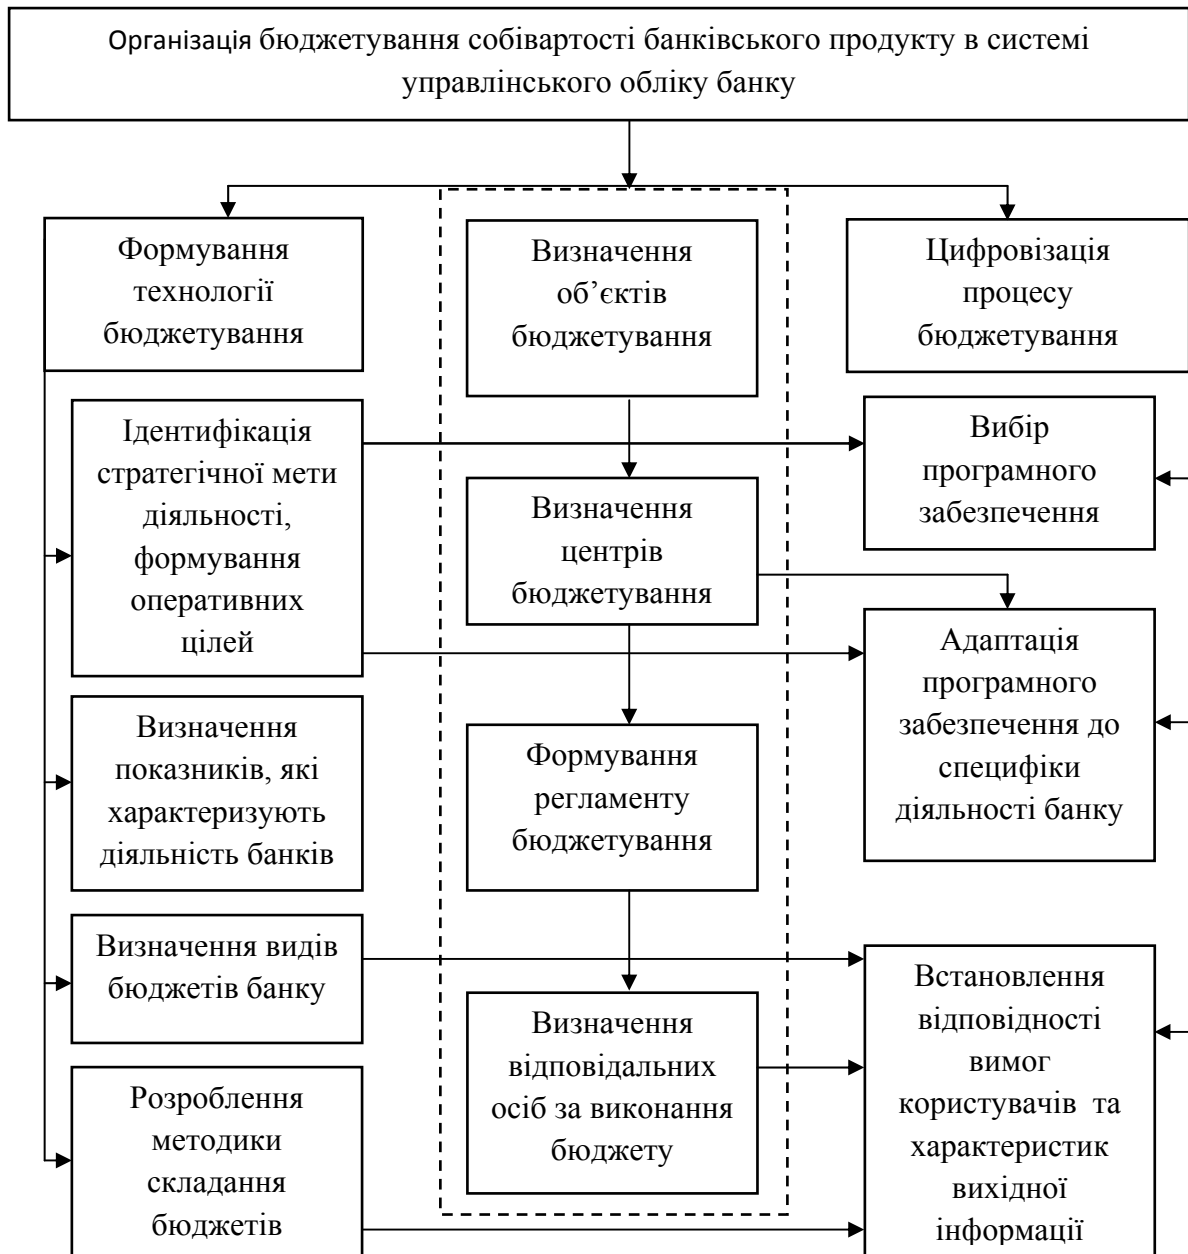 Організація бюджетування собівартості банківського продукту в системі
управлінського обліку банку
Формування
технології
бюджетування
Визначення
об’єктів
бюджетування
Цифровізація
процесу
бюджетування
Ідентифікація
стратегічної мети
діяльності,
формування
оперативних
цілей
Вибір
програмного
забезпечення
Визначення
центрів
бюджетування
Адаптація
програмного
забезпечення до
специфіки
діяльності банку
Визначення
показників, які
характеризують
діяльність банків
Формування
регламенту
бюджетування
Визначення видів
бюджетів банку
Визначення
відповідальних
осіб за виконання
бюджету
Встановлення
відповідності
вимог
користувачів та
характеристик
вихідної
інформації
Розроблення
методики
складання
бюджетів